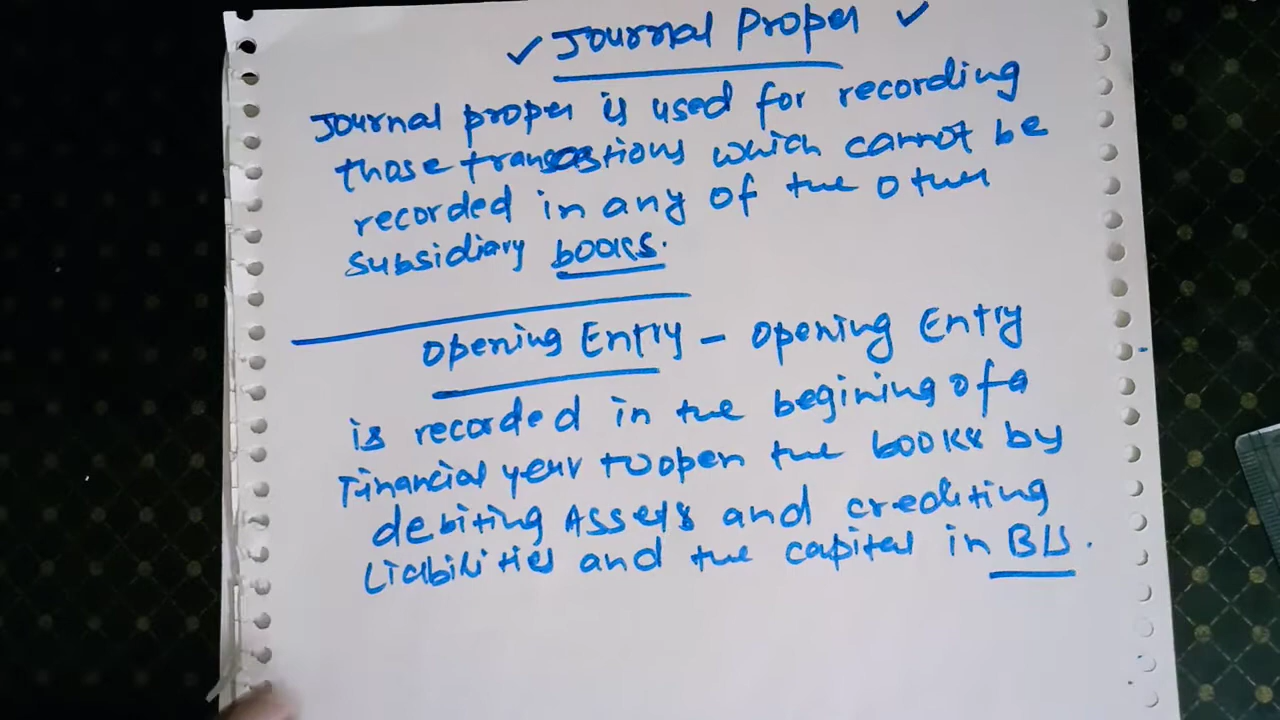 ✓ Journal Proper ✓
Journal proper is used for recording
those transactions which cannot be
recorded in any of the other
subsidiary books.
Opening Entry - Opening Entry
is recorded in the begining of a
Financial year to open the books by
debiting Assets and crediting
Liabilities and the capital in B/S.